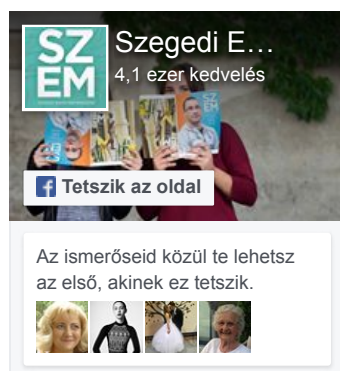 SZ
EM
Szegedi E...
4,1 ezer kedvelés
Tetszik az oldal
Az ismerőseid közül te lehetsz
az első, akinek ez tetszik.